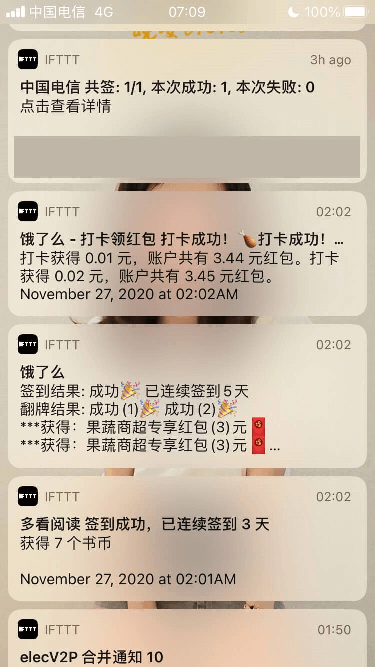 中国电信 4G 07:09 100%
IFTTT 3h ago
中国电信 共签: 1/1, 本次成功: 1, 本次失败: 0
点击查看详情
IFTTT 02:02
饿了么 - 打卡领红包 打卡成功！🍗打卡成功！...
打卡获得 0.01 元，账户共有 3.44 元红包。打卡
获得 0.02 元，账户共有 3.45 元红包。
November 27, 2020 at 02:02AM
IFTTT 02:02
饿了么
签到结果: 成功🎉 已连续签到 5 天
翻牌结果: 成功 (1)🎉 成功 (2)🎉
***获得：果蔬商超专享红包 (3) 元🧧
***获得：果蔬商超专享红包 (3) 元🧧...
IFTTT 02:02
多看阅读 签到成功，已连续签到 3 天
获得 7 个书币
November 27, 2020 at 02:01AM
IFTTT 01:50
elecV2P 合并通知 10